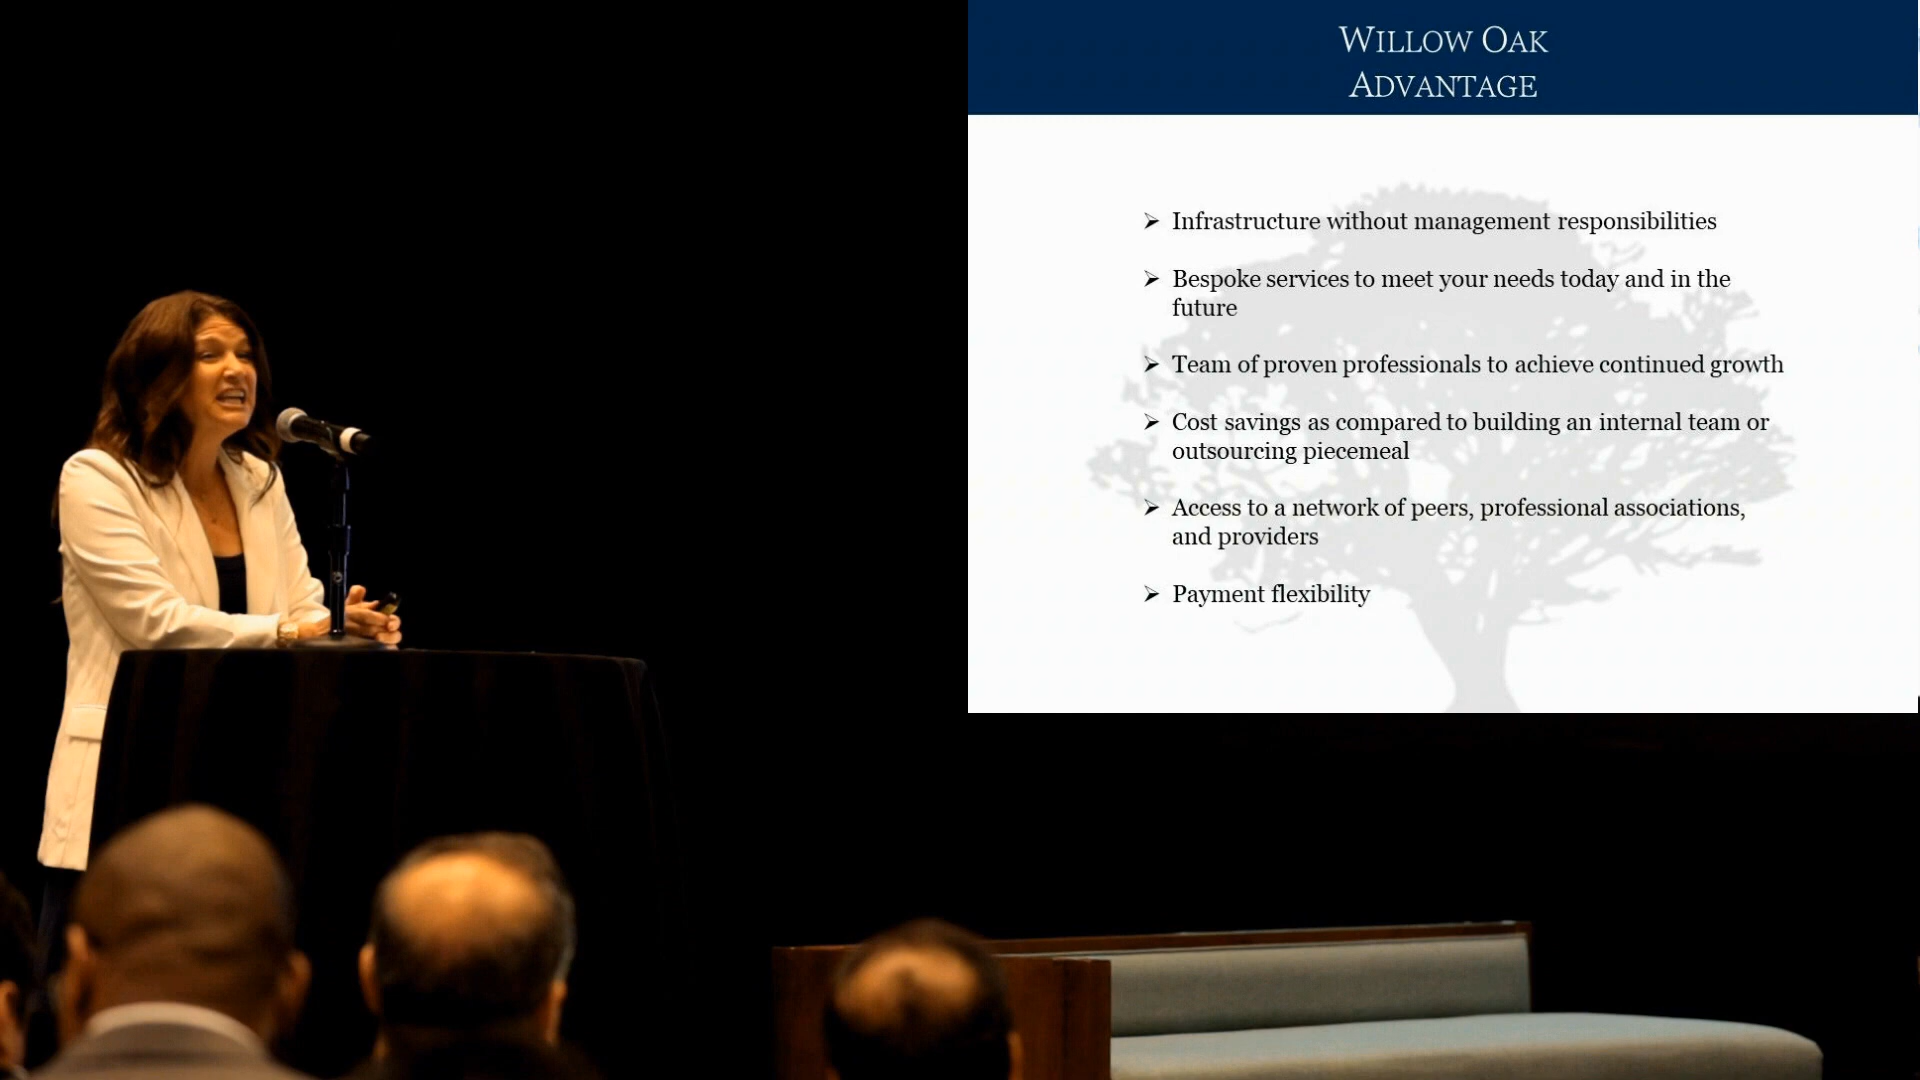 WILLOW OAK
ADVANTAGE
➢ Infrastructure without management responsibilities
➢ Bespoke services to meet your needs today and in the
future
➢ Team of proven professionals to achieve continued growth
➢ Cost savings as compared to building an internal team or
outsourcing piecemeal
➢ Access to a network of peers, professional associations,
and providers
➢ Payment flexibility